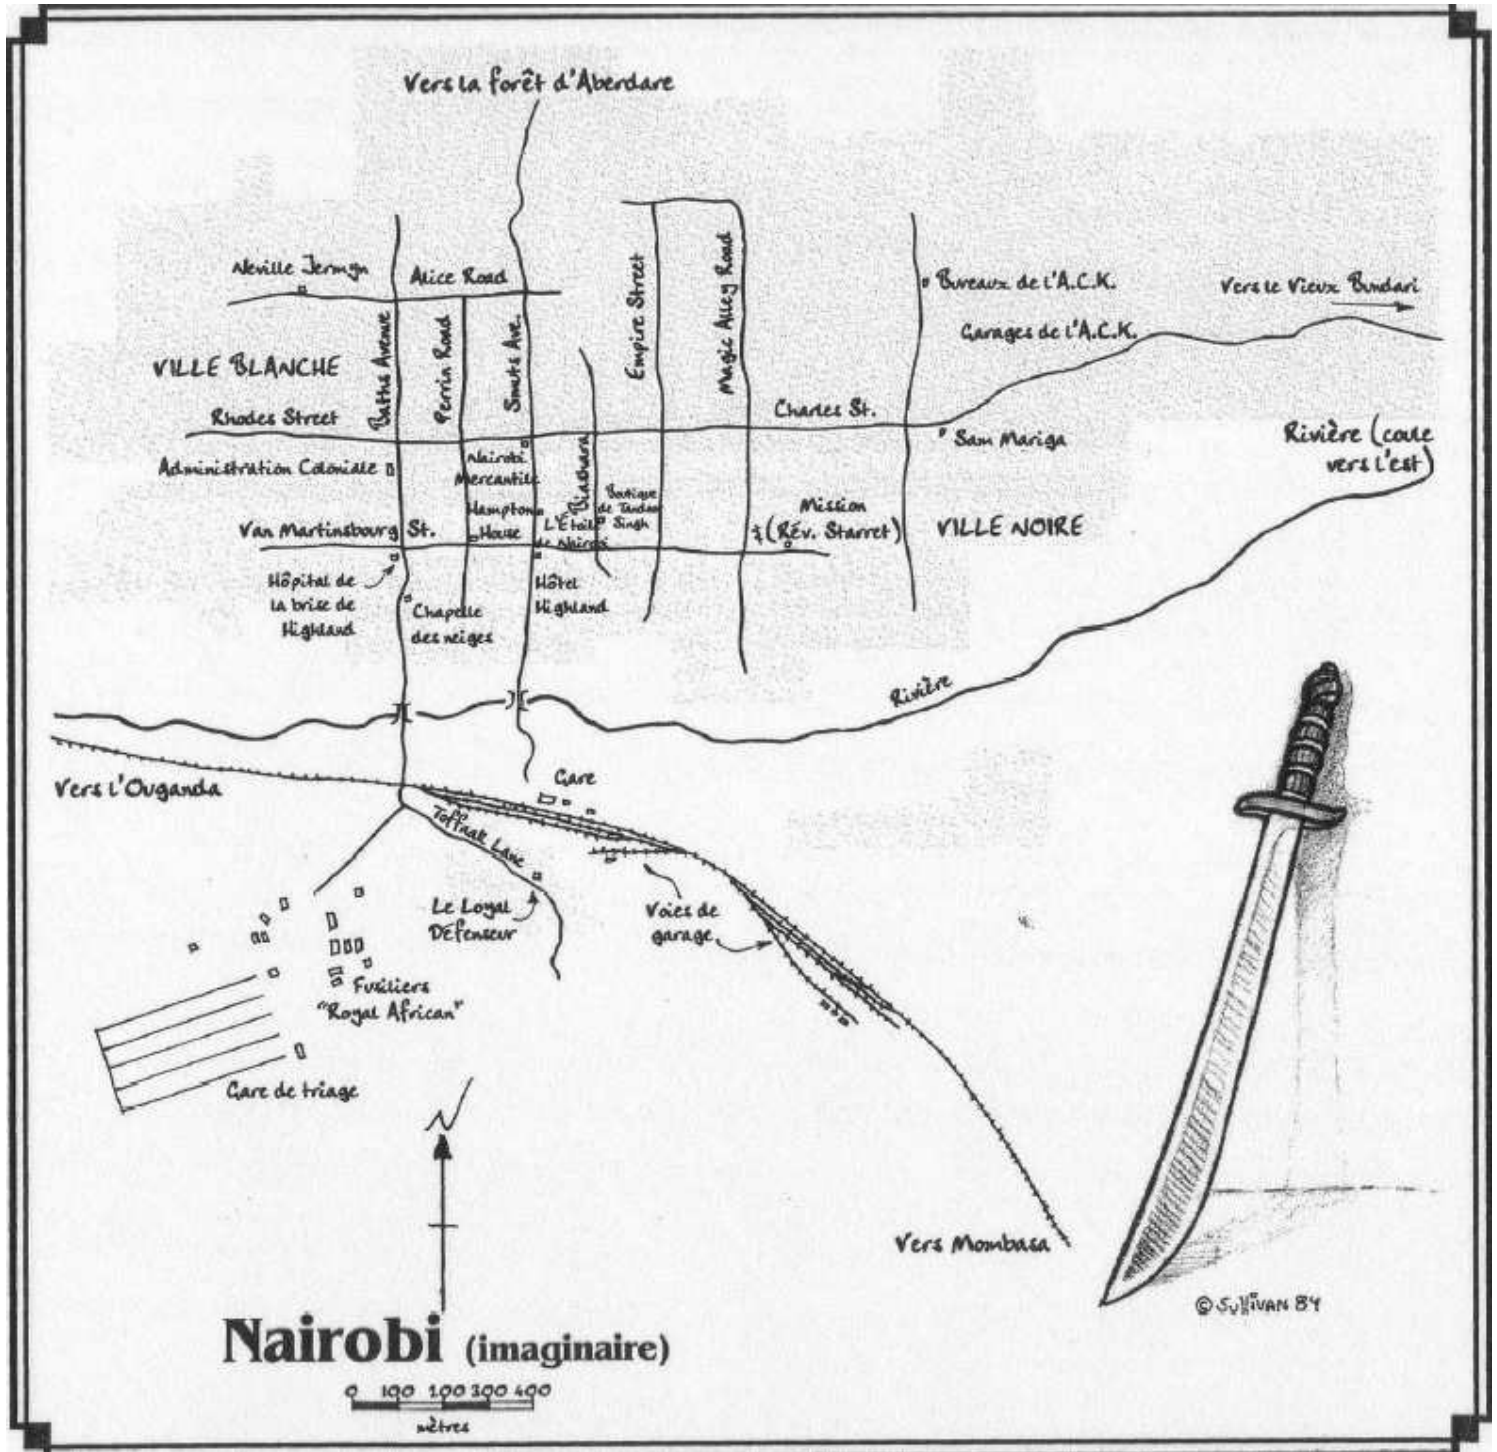 Vers la forêt d'Aberdare
Neville Jermyn
Alice Road
Bureaux de l'A.C.K.
Vers le Vieux Bundari
Garages de l'A.C.K.
VILLE BLANCHE
Baths Avenue
Perrin Road
Smuts Ave.
Empire Street
Magic Alley Road
Rhodes Street
Charles St.
Sam Mariga
Rivière (coule
vers l'est)
Administration Coloniale
Nairobi
Mercantile
Biashara
Boutique
de Tandoor
Singh
Hampton
House
L'Étoile
de Nairobi
Mission
(Rév. Starret)
VILLE NOIRE
Van Martinsbourg St.
Hôpital de
la brise de
Highland
Chapelle
des neiges
Hôtel
Highland
Rivière
Vers l'Ouganda
Gare
Toffnak Lane
Le Loyal
Défenseur
Voies de
garage
Fusiliers
"Royal African"
Gare de triage
N
Vers Mombasa
© SULLIVAN 84
Nairobi (imaginaire)
0 100 200 300 400
mètres